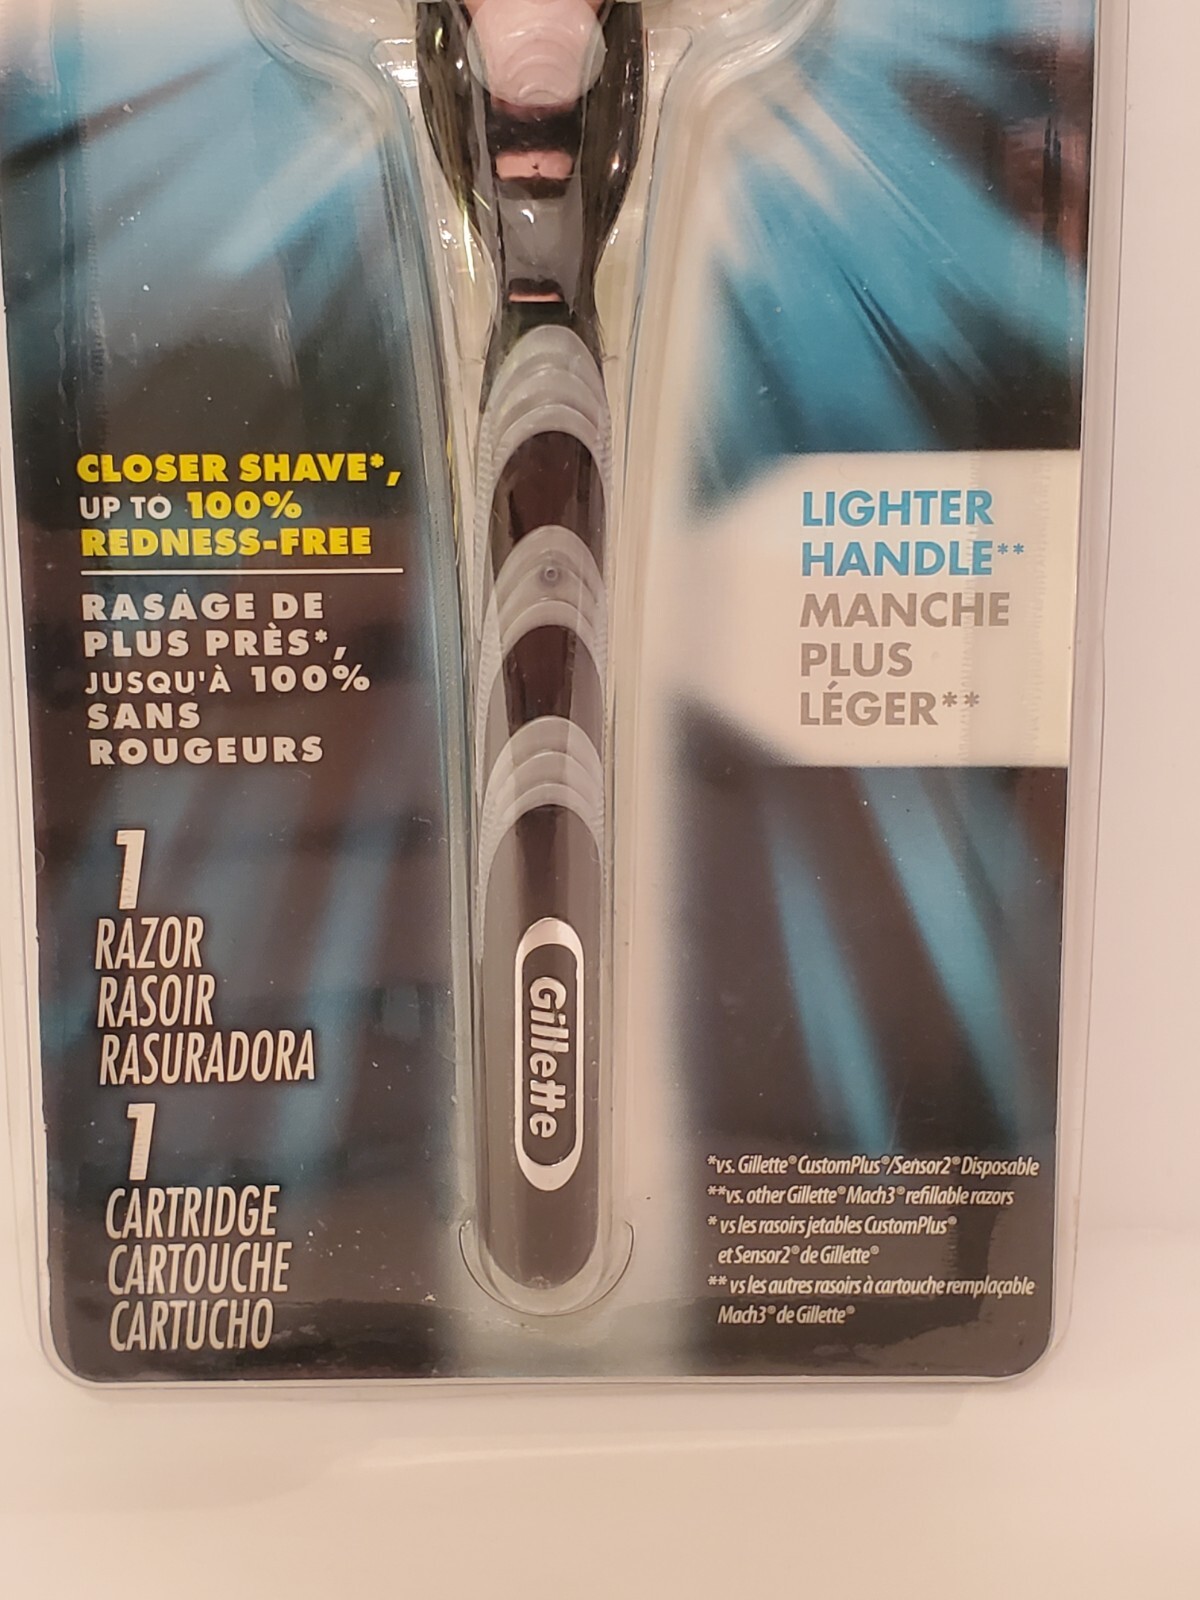 CLOSER SHAVE*,
UP TO 100%
REDNESS-FREE
RASAGE DE
PLUS PRÈS*,
JUSQU'À 100%
SANS
ROUGEURS
1
RAZOR
RASOIR
RASURADORA
1
CARTRIDGE
CARTOUCHE
CARTUCHO
Gillette
LIGHTER
HANDLE**
MANCHE
PLUS
LÉGER**
*vs. Gillette® CustomPlus®/Sensor2® Disposable
**vs. other Gillette® Mach3® refillable razors
* vs les rasoirs jetables CustomPlus®
et Sensor2® de Gillette®
** vs les autres rasoirs à cartouche remplaçable
Mach3® de Gillette®